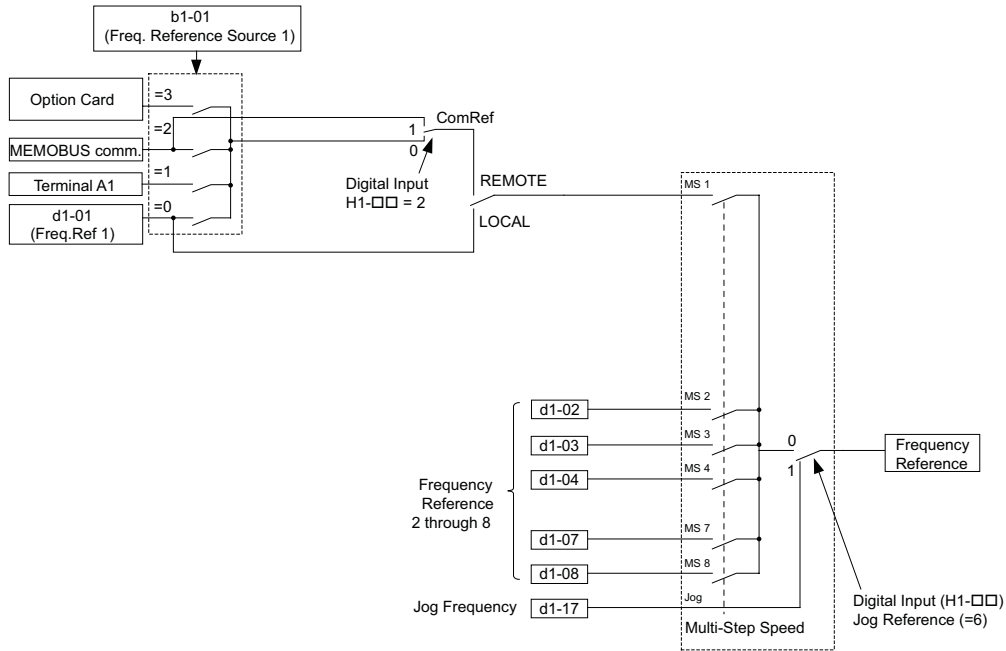 b1-01
(Freq. Reference Source 1)
Option Card
=3
=2
MEMOBUS comm.
=1
Terminal A1
=0
d1-01
(Freq.Ref 1)
ComRef
1
0
Digital Input
H1-□□ = 2
REMOTE
LOCAL
MS 1
MS 2
d1-02
MS 3
d1-03
MS 4
d1-04
Frequency
Reference
2 through 8
MS 7
d1-07
MS 8
d1-08
Jog Frequency
d1-17
Jog
Multi-Step Speed
0
1
Frequency
Reference
Digital Input (H1-□□)
Jog Reference (=6)